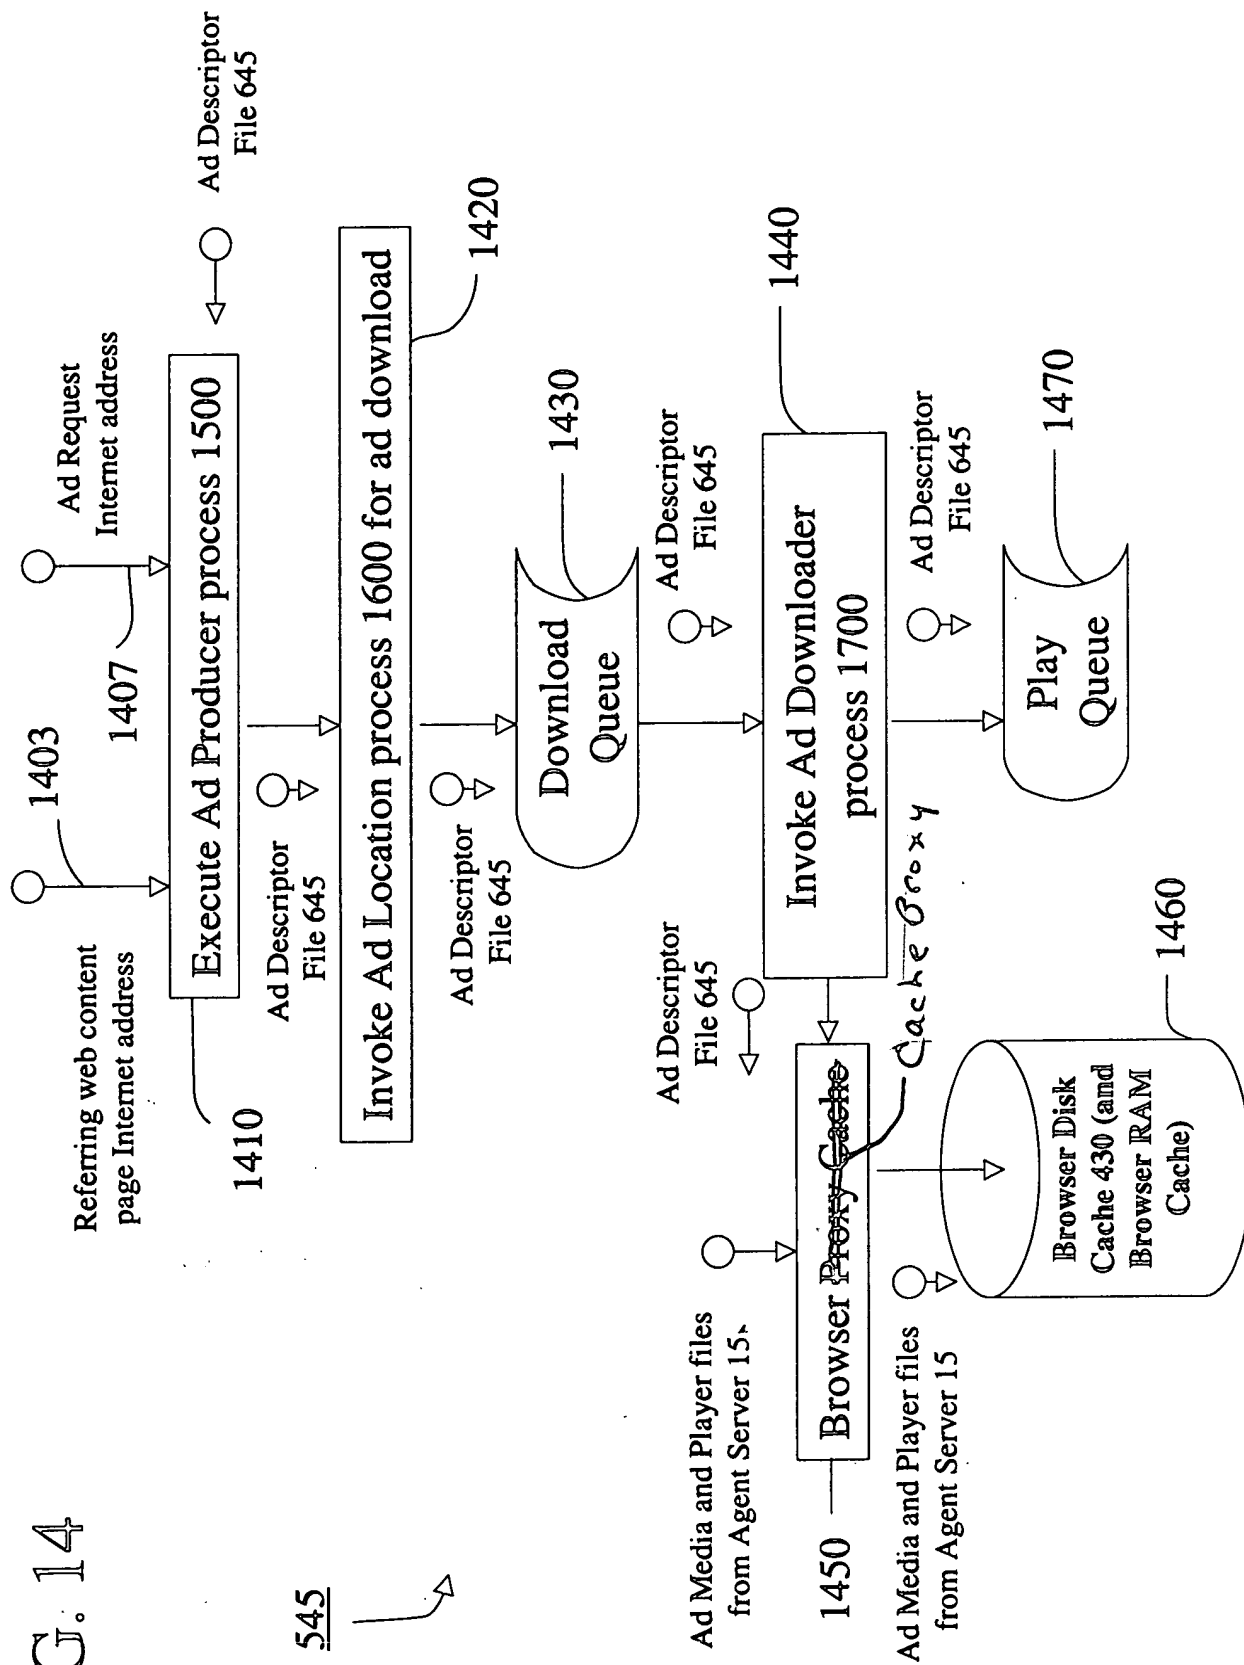 G. 14
545
Referring web content
page Internet address
1403
1407
Ad Request
Internet address
1410
Execute Ad Producer process 1500
Ad Descriptor
File 645
Ad Descriptor
File 645
Invoke Ad Location process 1600 for ad download
1420
Ad Descriptor
File 645
Download
Queue
1430
Ad Descriptor
File 645
Ad Descriptor
File 645
Invoke Ad Downloader
process 1700
1440
Ad Media and Player files
from Agent Server 15
1450
Browser Proxy Cache
Cache Proxy
Ad Descriptor
File 645
Play
Queue
1470
Ad Media and Player files
from Agent Server 15
Browser Disk
Cache 430 (and
Browser RAM
Cache)
1460